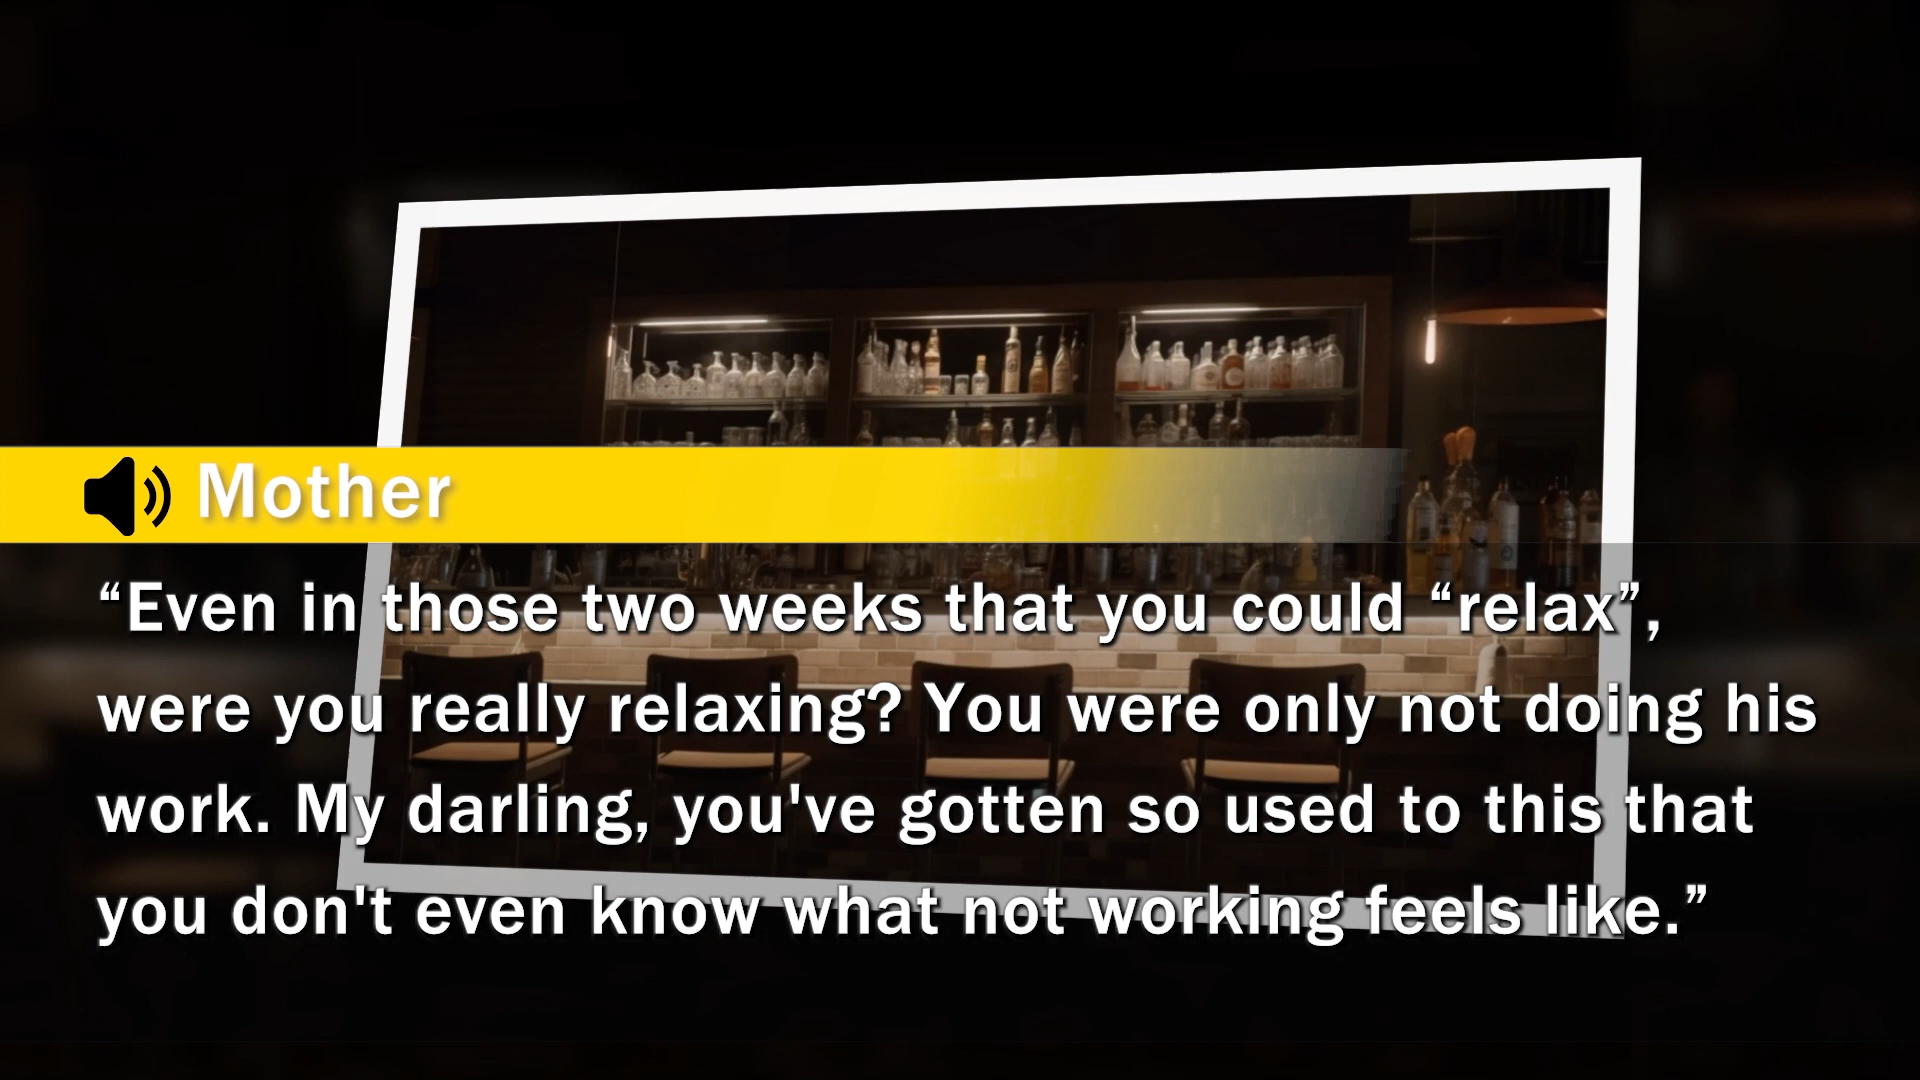 Mother
“Even in those two weeks that you could “relax”,
were you really relaxing? You were only not doing his
work. My darling, you've gotten so used to this that
you don't even know what not working feels like.”